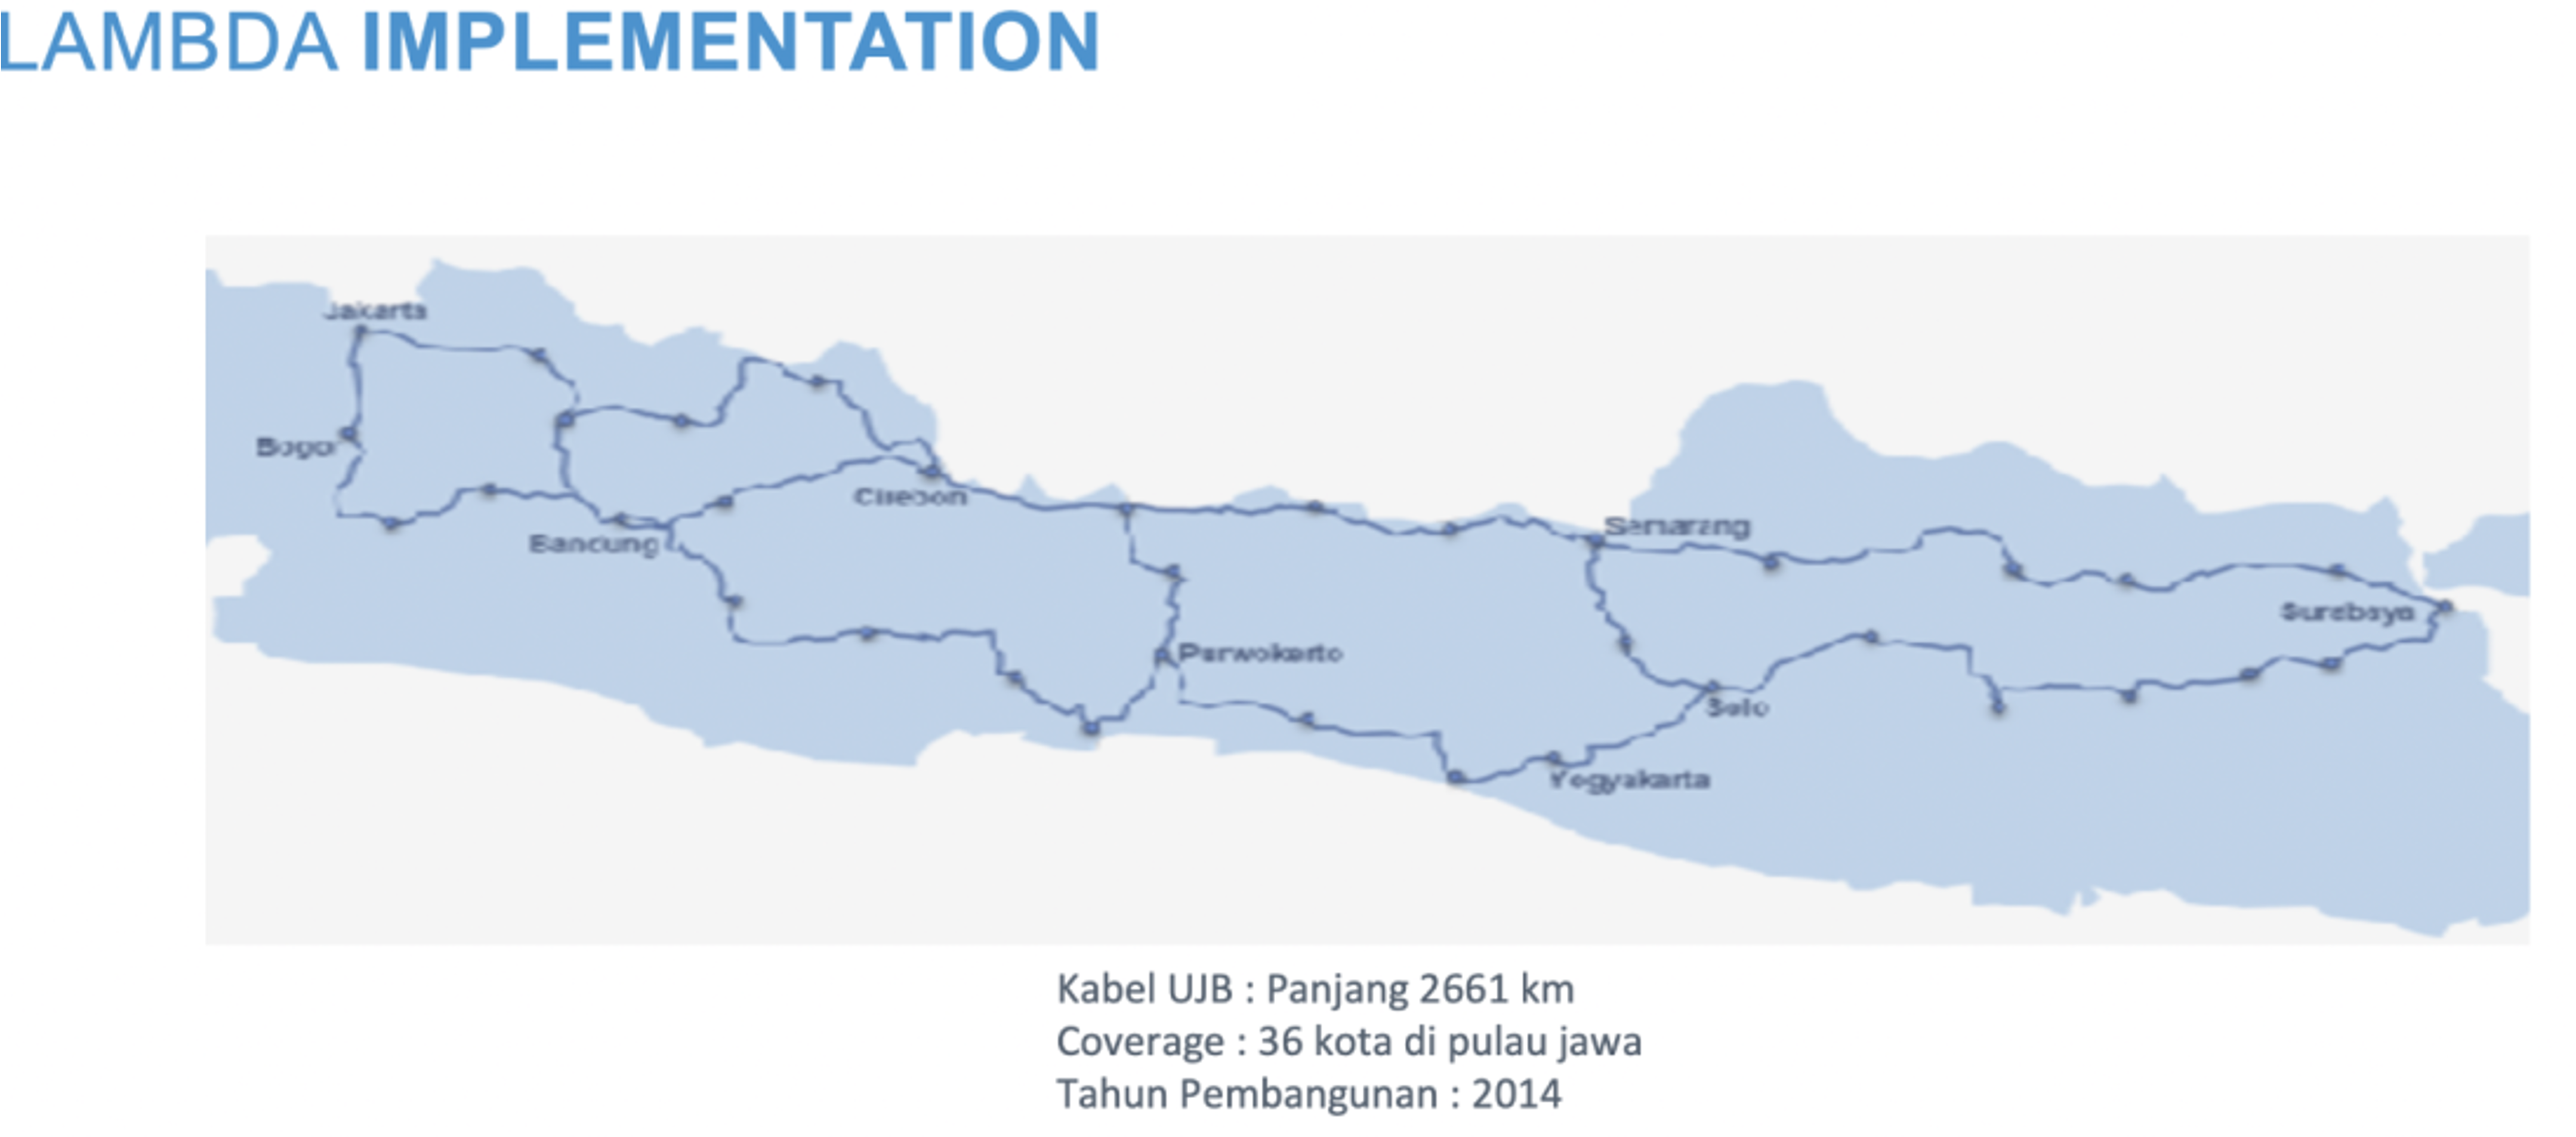 LAMBDA IMPLEMENTATION
Jakarta
Bogor
Cirebon
Bandung
Semarang
Surabaya
Purwokerto
Solo
Yogyakarta
Kabel UJB : Panjang 2661 km
Coverage : 36 kota di pulau jawa
Tahun Pembangunan : 2014